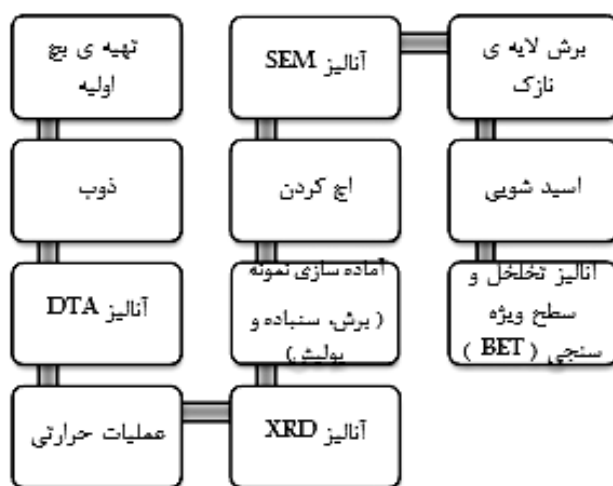 تهیه ی بچ
اولیه
ذوب
آنالیز DTA
عملیات حرارتی
آنالیز XRD
آماده سازی نمونه
( برش، سنباده و
پولیش)
اچ کردن
آنالیز SEM
برش لایه ی
نازک
اسید شویی
آنالیز تخلخل و
سطح ویژه
سنجی ( BET )